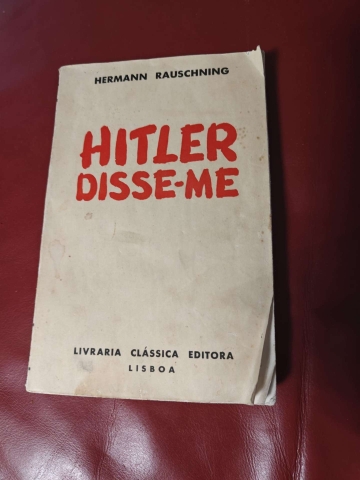 HERMANN RAUSCHNING
HITLER
DISSE-ME
LIVRARIA CLÁSSICA EDITORA
LISBOA